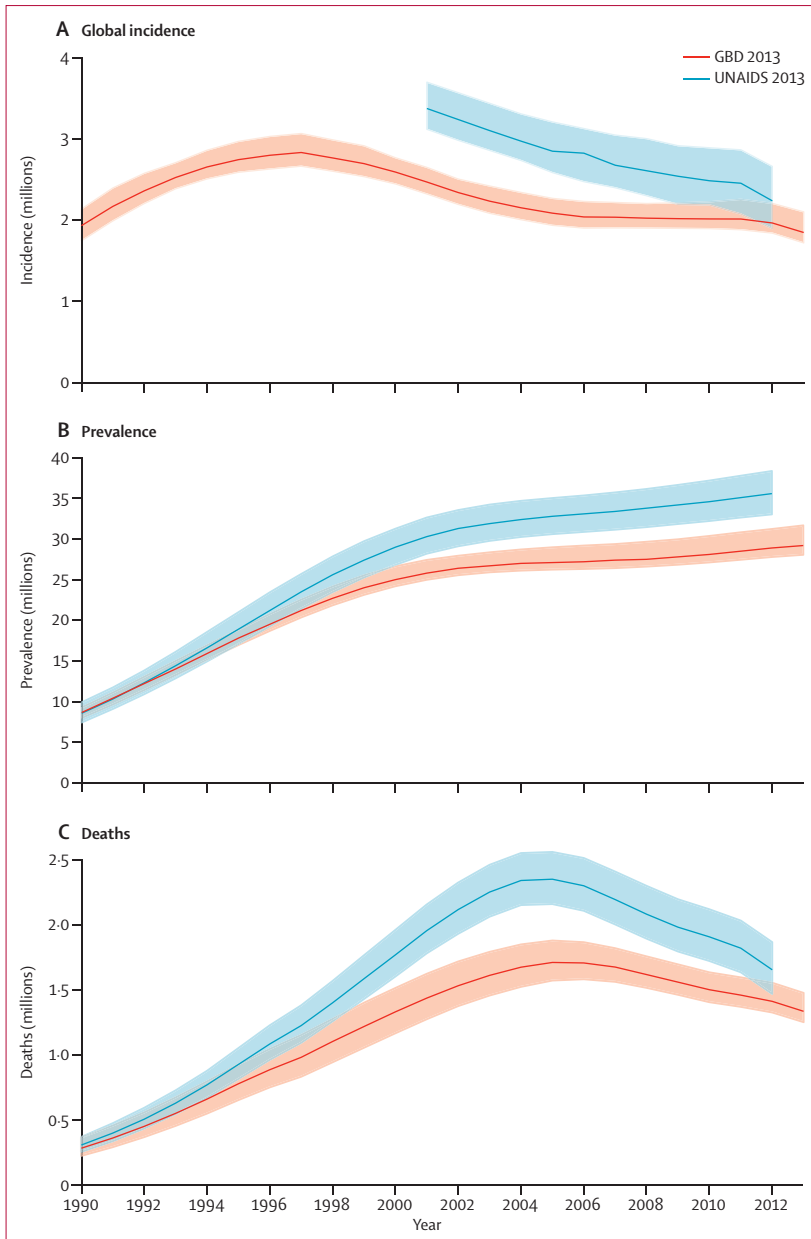 A Global incidence
GBD 2013
UNAIDS 2013
4
3
2
1
0
Incidence (millions)
B Prevalence
40
35
30
25
20
15
10
5
0
Prevalence (millions)
C Deaths
2·5
2·0
1·5
1·0
0·5
0
Deaths (millions)
1990 1992 1994 1996 1998 2000 2002 2004 2006 2008 2010 2012
Year